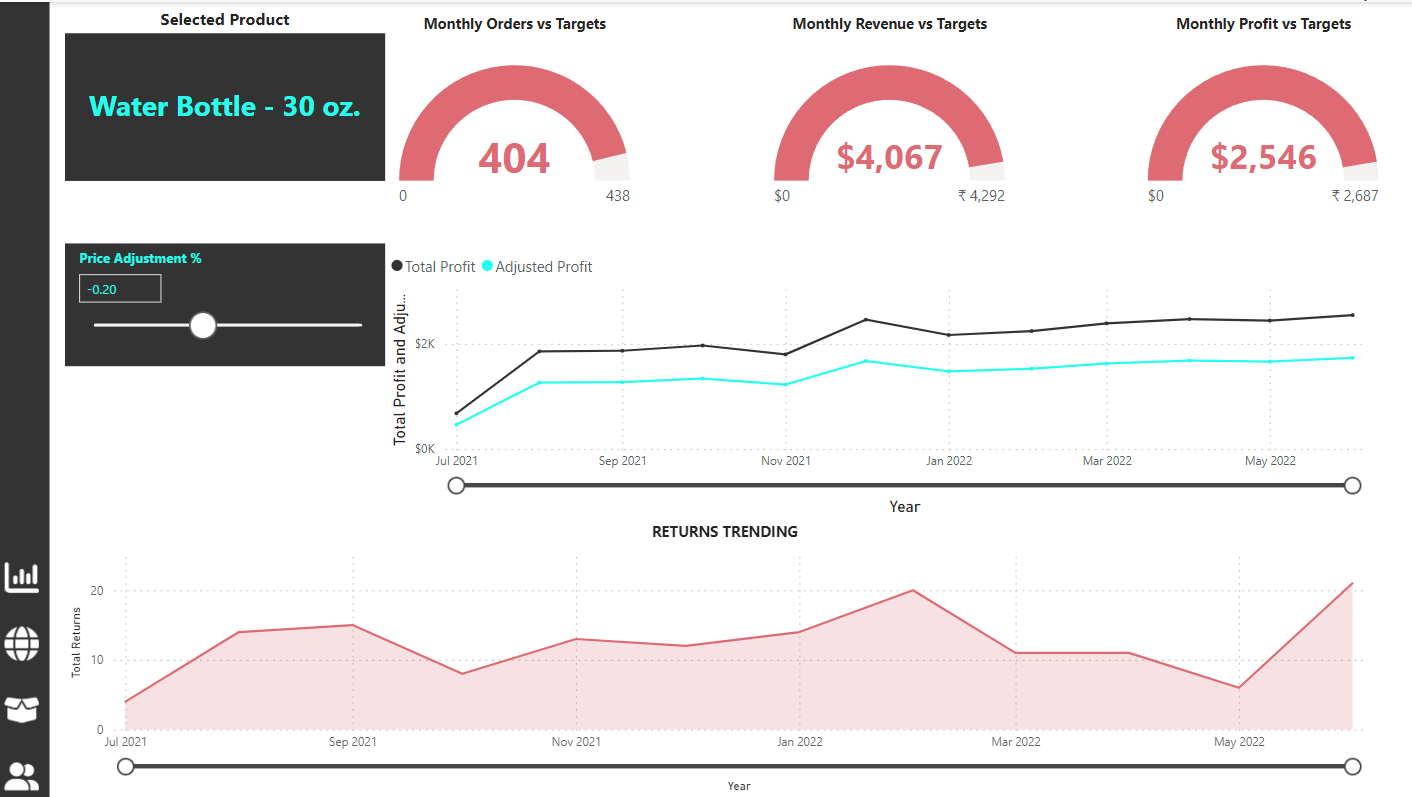 Selected Product
Water Bottle - 30 oz.
Monthly Orders vs Targets
404
0
438
Monthly Revenue vs Targets
$4,067
$0
₹ 4,292
Monthly Profit vs Targets
$2,546
$0
₹ 2,687
Price Adjustment %
-0.20
Total Profit
Adjusted Profit
Total Profit and Adju...
$2K
$0K
Jul 2021
Sep 2021
Nov 2021
Jan 2022
Mar 2022
May 2022
Year
RETURNS TRENDING
Total Returns
20
10
0
Jul 2021
Sep 2021
Nov 2021
Jan 2022
Mar 2022
May 2022
Year